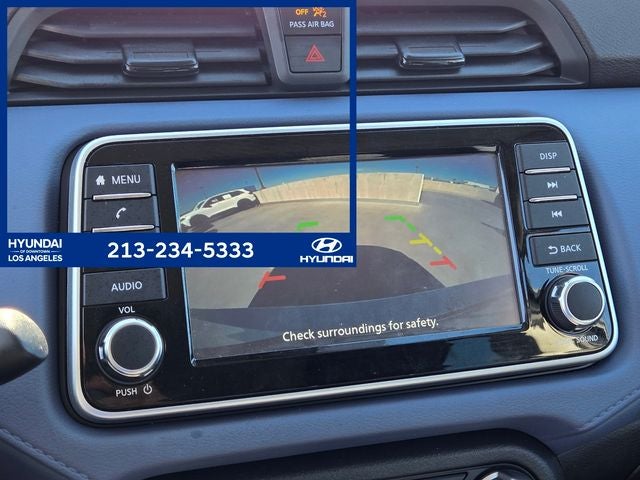 OFF
PASS AIR BAG
MENU
DISP
BACK
HYUNDAI
OF DOWNTOWN
LOS ANGELES
213-234-5333
HYUNDAI
AUDIO
TUNE·SCROLL
VOL
Check surroundings for safety.
SOUND
PUSH